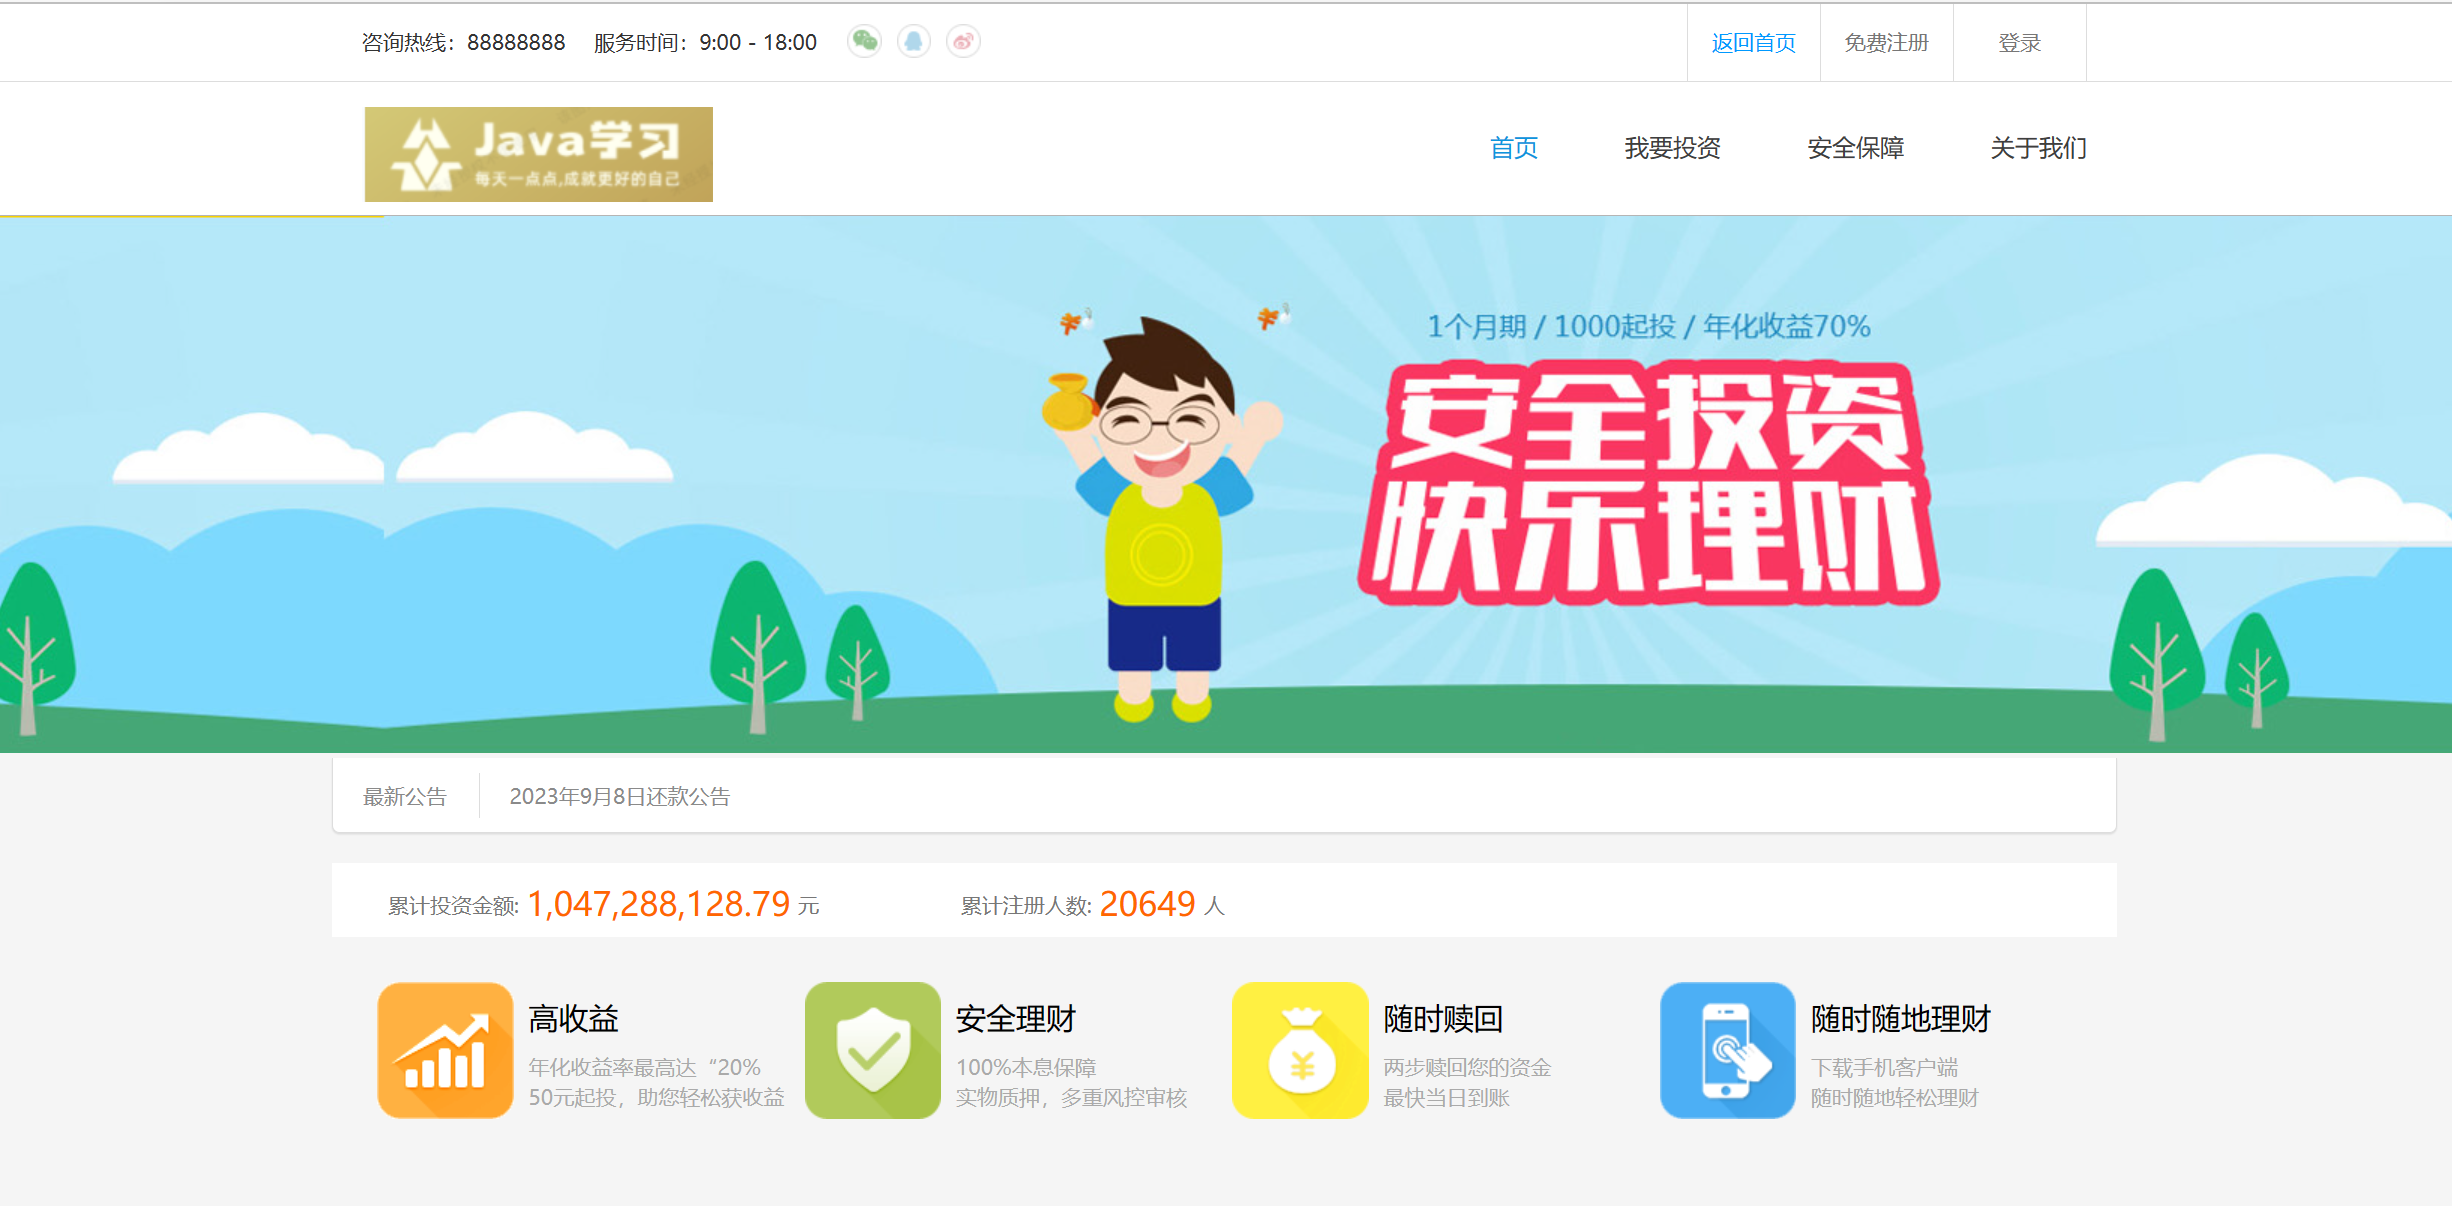 咨询热线：88888888 服务时间：9:00 - 18:00
返回首页 免费注册 登录
Java学习
每天一点点,成就更好的自己
首页 我要投资 安全保障 关于我们
1个月期 / 1000起投 / 年化收益70%
安全投资
快乐理财
最新公告 2023年9月8日还款公告
累计投资金额: 1,047,288,128.79 元 累计注册人数: 20649 人
高收益
年化收益率最高达“20%
50元起投，助您轻松获收益
安全理财
100%本息保障
实物质押，多重风控审核
随时赎回
两步赎回您的资金
最快当日到账
随时随地理财
下载手机客户端
随时随地轻松理财